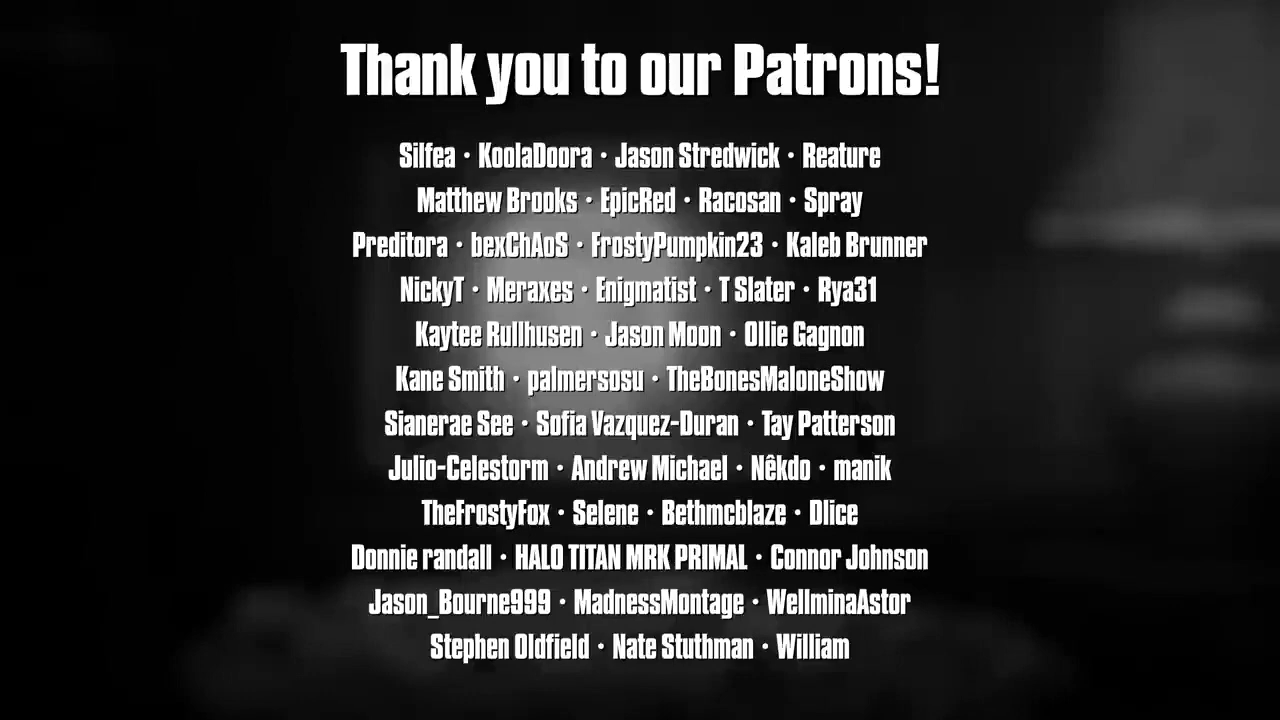 Thank you to our Patrons!
Silfea • KoolaDoora • Jason Stredwick • Reature
Matthew Brooks • EpicRed • Racosan • Spray
Preditora • bexChAoS • FrostyPumpkin23 • Kaleb Brunner
NickyT • Meraxes • Enigmatist • T Slater • Rya31
Kaytee Rullhusen • Jason Moon • Ollie Gagnon
Kane Smith • palmersosu • TheBonesMaloneShow
Sianerae See • Sofia Vazquez-Duran • Tay Patterson
Julio-Celestorm • Andrew Michael • Nêkdo • manik
TheFrostyFox • Selene • Bethmcblaze • Dlice
Donnie randall • HALO TITAN MRK PRIMAL • Connor Johnson
Jason_Bourne999 • MadnessMontage • WellminaAstor
Stephen Oldfield • Nate Stuthman • William